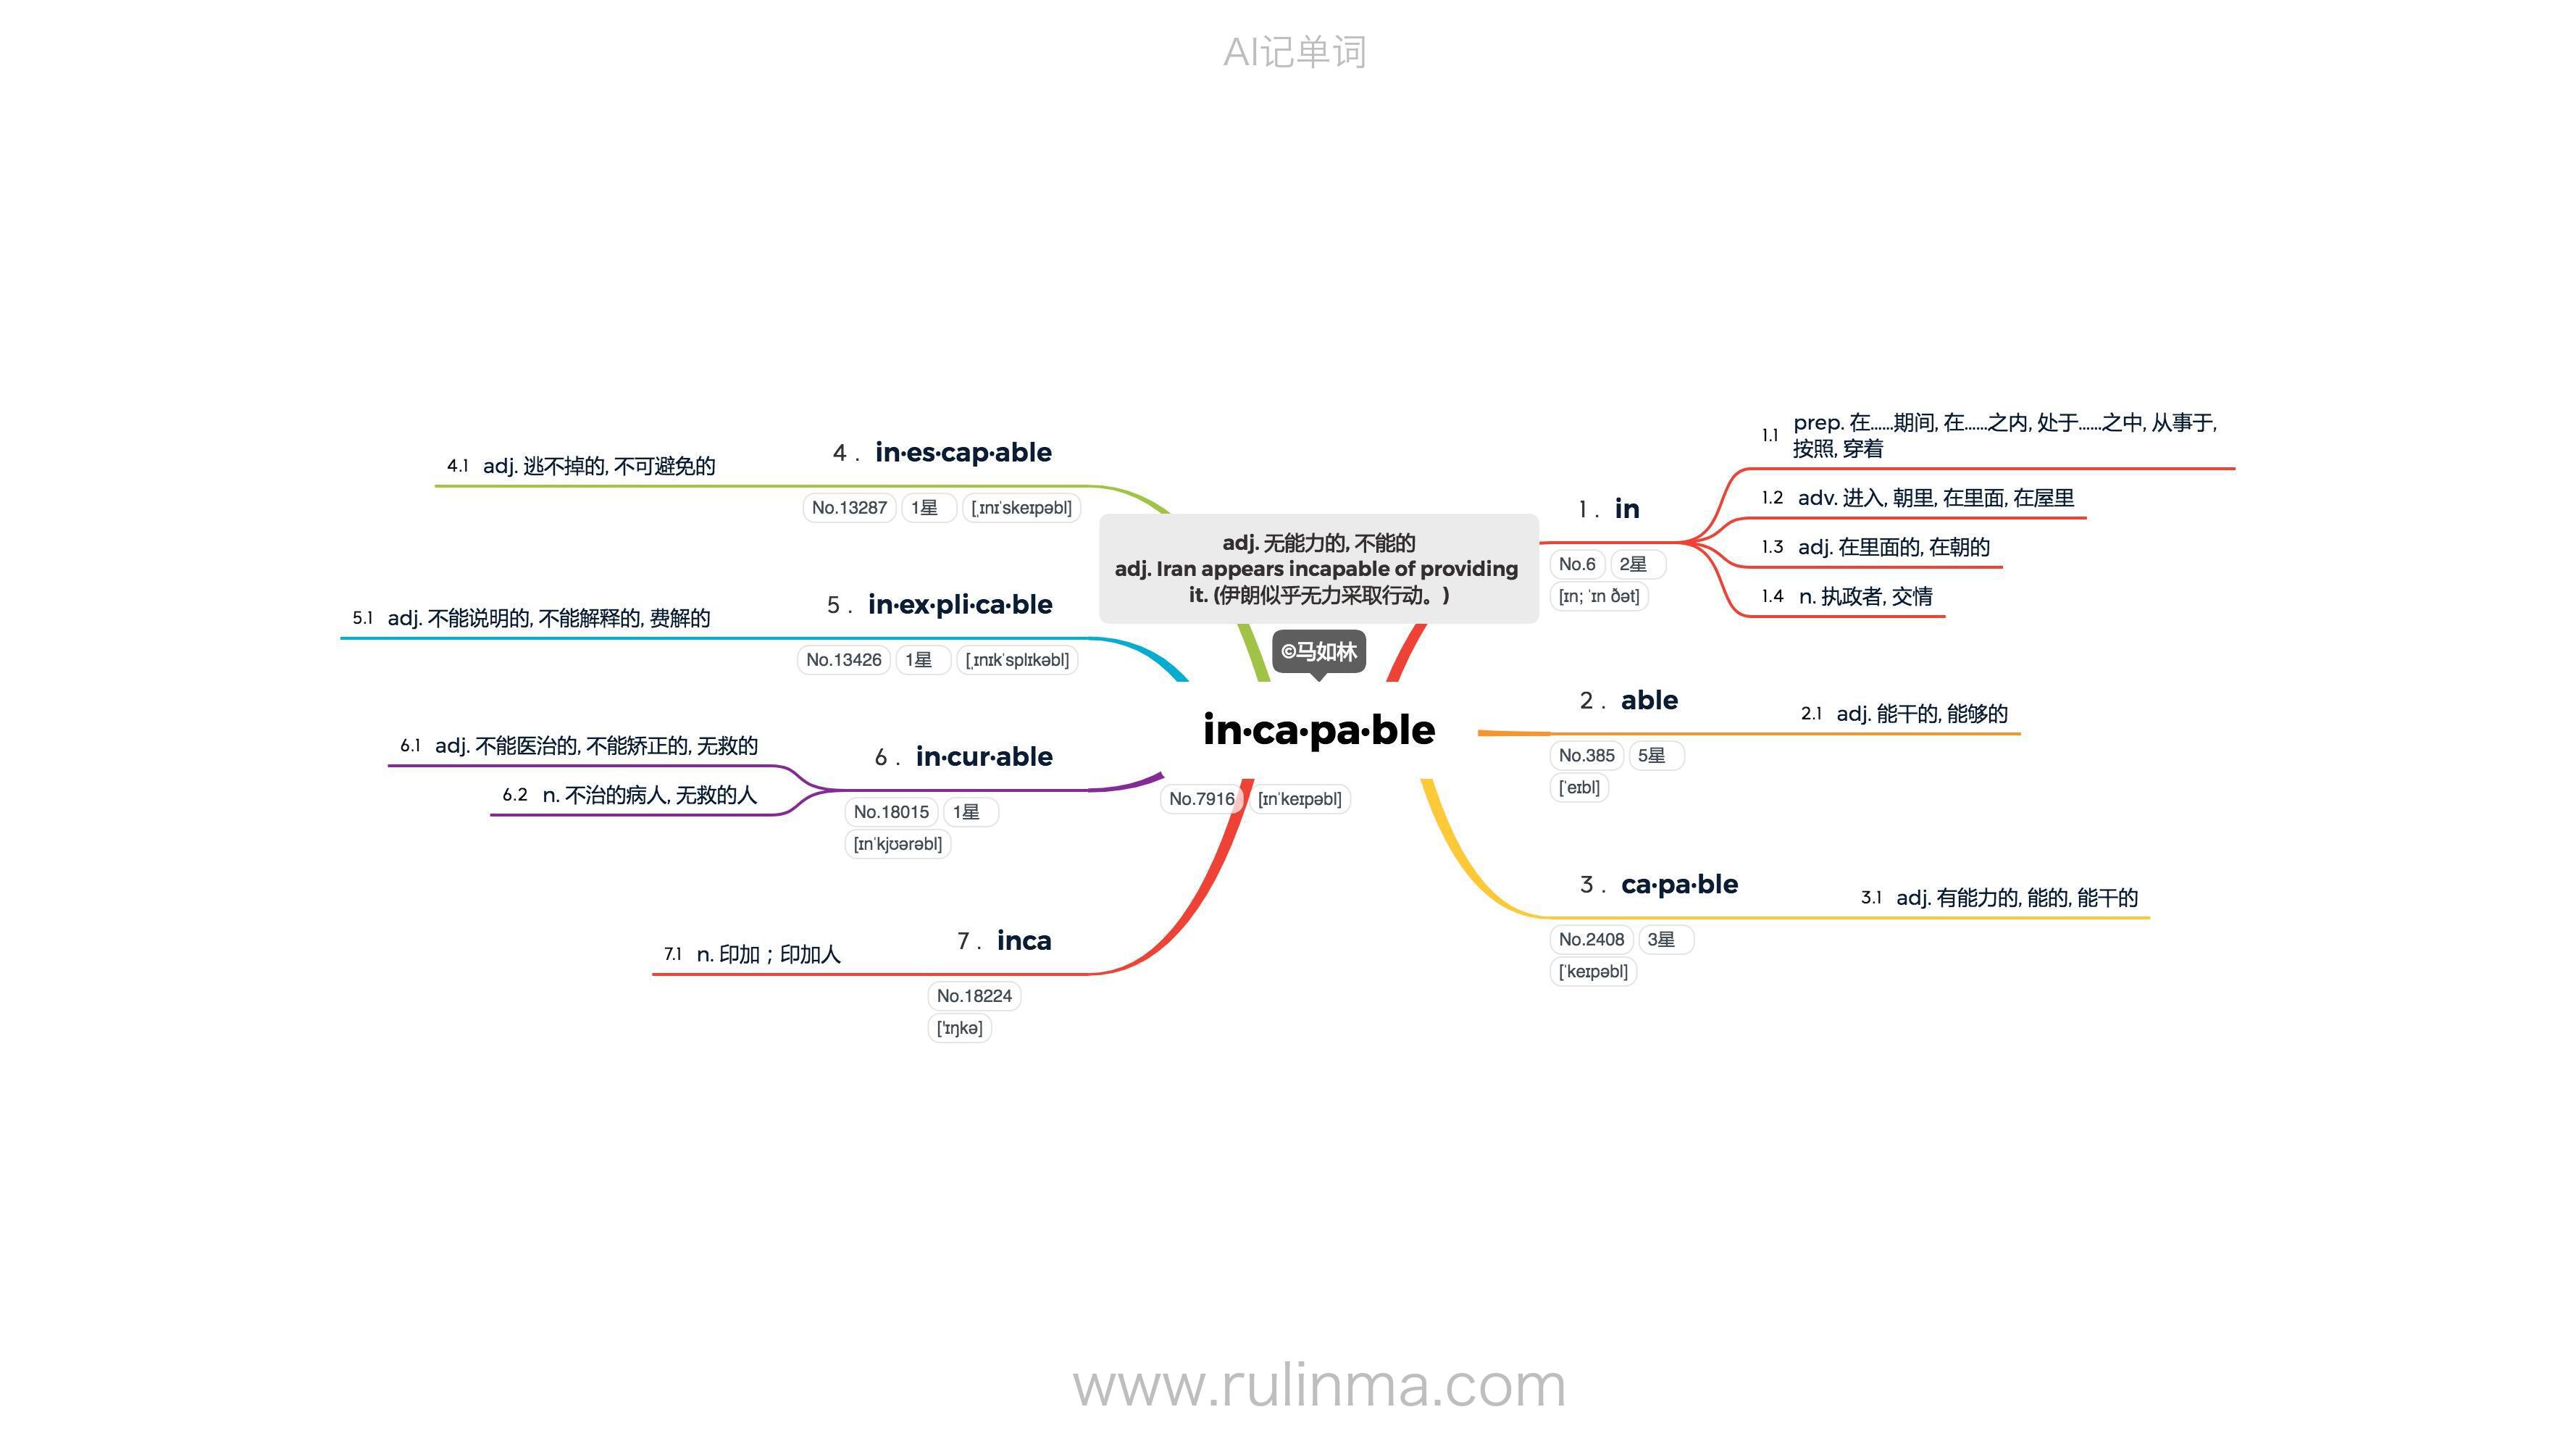 AI记单词
adj. 无能力的, 不能的
adj. Iran appears incapable of providing
it. (伊朗似乎无力采取行动。)
©马如林
in·ca·pa·ble
No.7916 [ɪnˈkeɪpəbl]
1 . in
No.6 2星
[ɪn; ˈɪn ðət]
1.1 prep. 在……期间, 在……之内, 处于……之中, 从事于,
按照, 穿着
1.2 adv. 进入, 朝里, 在里面, 在屋里
1.3 adj. 在里面的, 在朝的
1.4 n. 执政者, 交情
2 . able
No.385 5星
[ˈeɪbl]
2.1 adj. 能干的, 能够的
3 . ca·pa·ble
No.2408 3星
[ˈkeɪpəbl]
3.1 adj. 有能力的, 能的, 能干的
4 . in·es·cap·able
No.13287 1星 [ˌɪnɪˈskeɪpəbl]
4.1 adj. 逃不掉的, 不可避免的
5 . in·ex·pli·ca·ble
No.13426 1星 [ˌɪnɪkˈsplɪkəbl]
5.1 adj. 不能说明的, 不能解释的, 费解的
6 . in·cur·able
No.18015 1星
[ɪnˈkjʊərəbl]
6.1 adj. 不能医治的, 不能矫正的, 无救的
6.2 n. 不治的病人, 无救的人
7 . inca
No.18224
['ɪŋkə]
7.1 n. 印加；印加人
www.rulinma.com